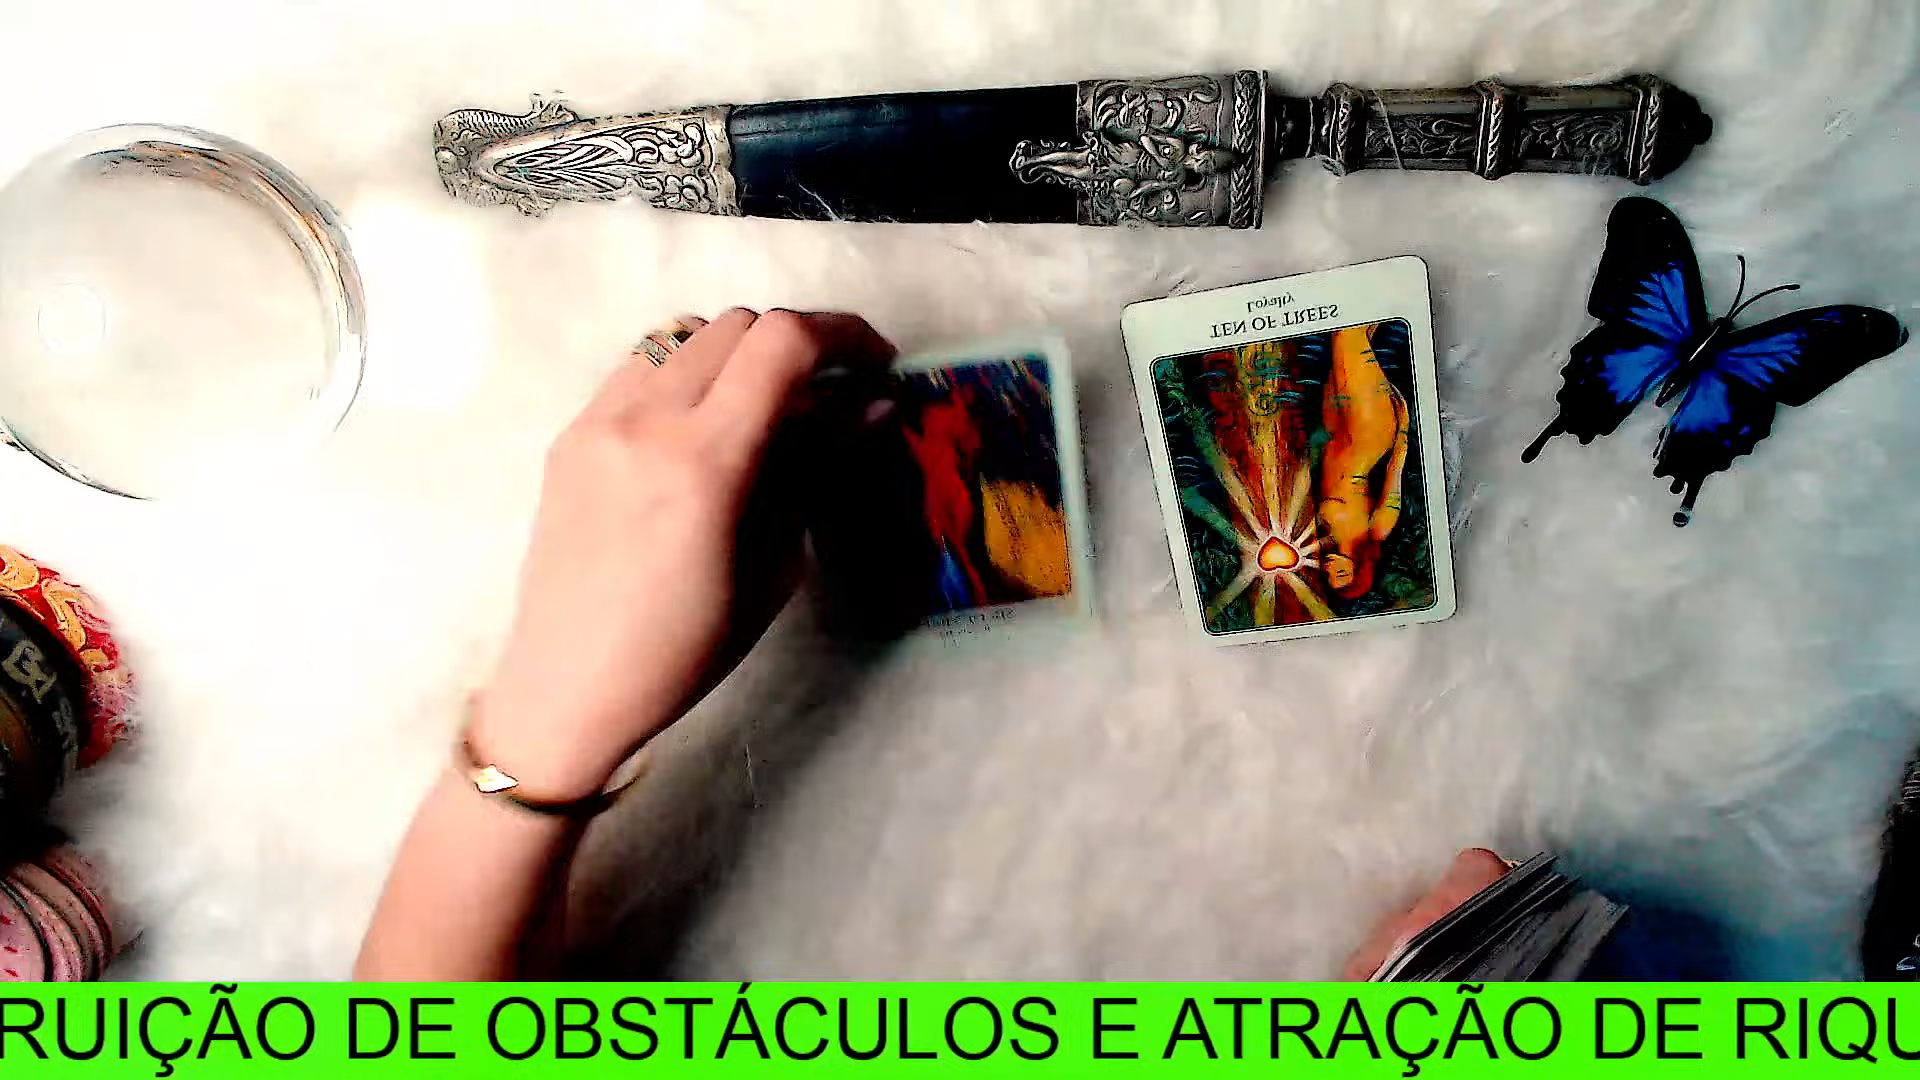 Loyalty
TEN OF TREES
RUIÇÃO DE OBSTÁCULOS E ATRAÇÃO DE RIQU